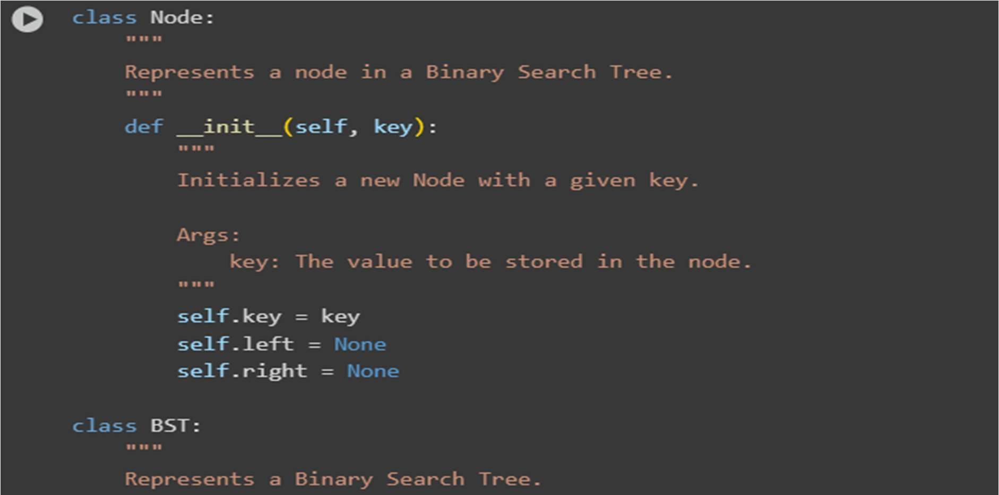 class Node:
    """
    Represents a node in a Binary Search Tree.
    """
    def __init__(self, key):
        """
        Initializes a new Node with a given key.

        Args:
            key: The value to be stored in the node.
        """
        self.key = key
        self.left = None
        self.right = None

class BST:
    """
    Represents a Binary Search Tree.